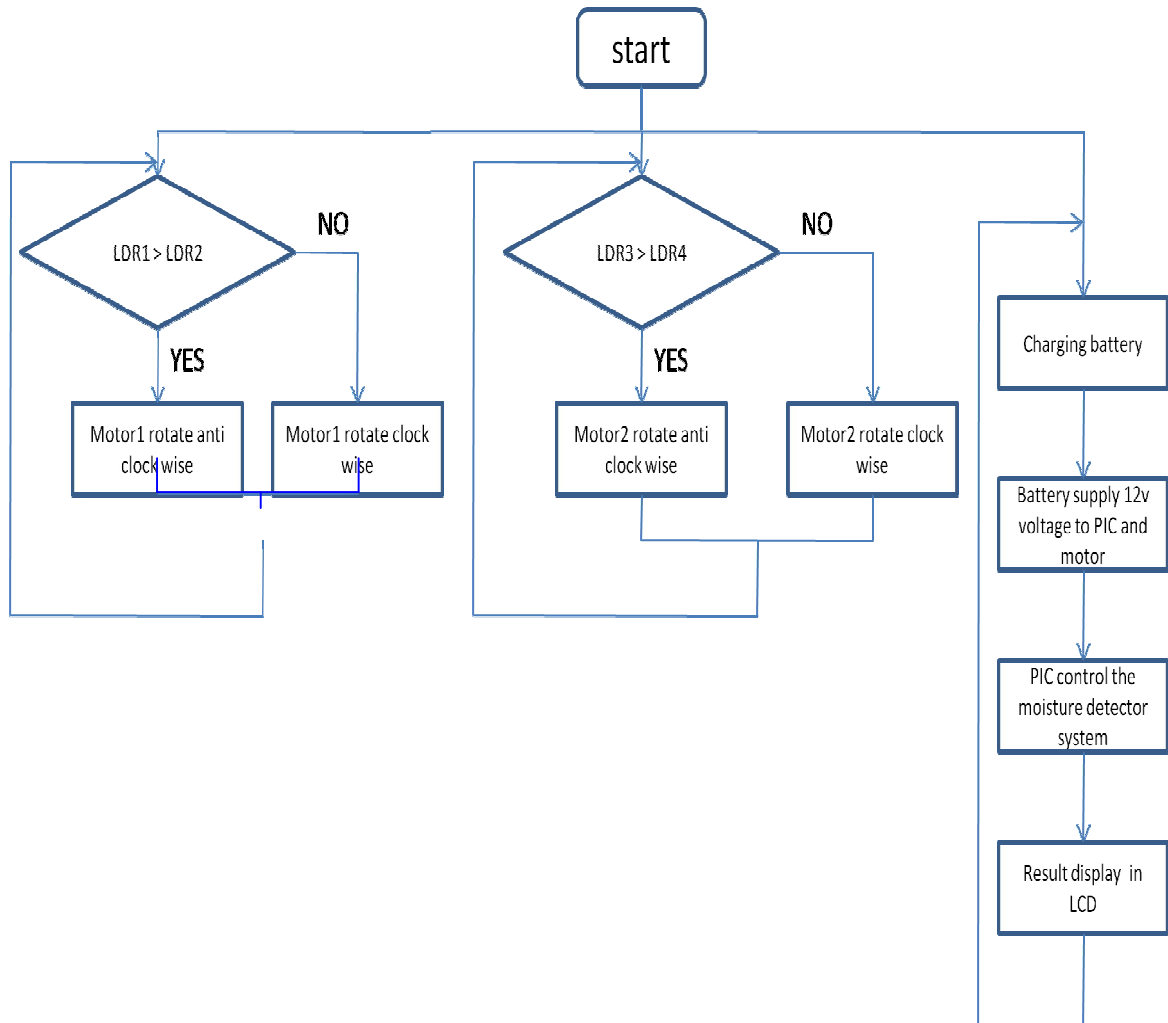 start
LDR1 > LDR2
NO
YES
Motor1 rotate anti
clock wise
Motor1 rotate clock
wise
LDR3 > LDR4
NO
YES
Motor2 rotate anti
clock wise
Motor2 rotate clock
wise
Charging battery
Battery supply 12v
voltage to PIC and
motor
PIC control the
moisture detector
system
Result display in
LCD